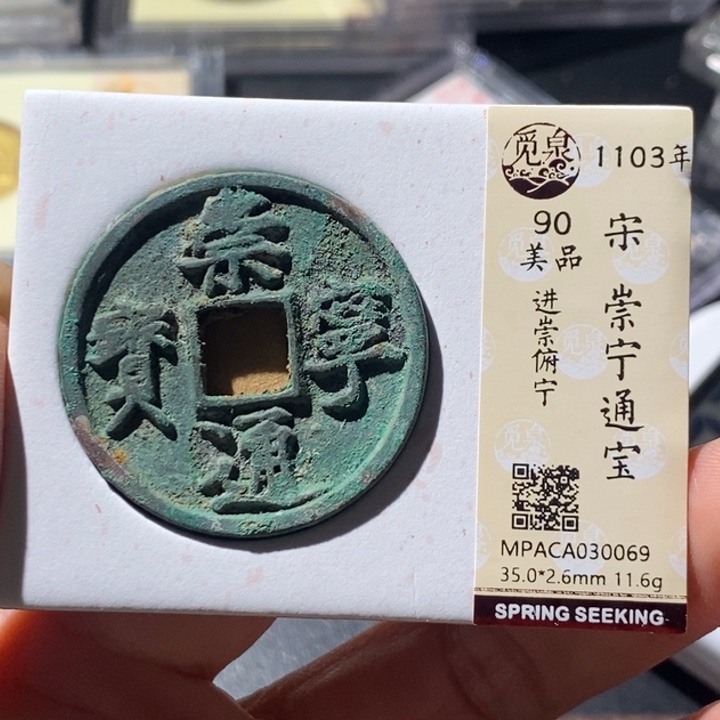 崇寧通寶
覓泉
1103年
宋 崇宁通宝
90
美品
进崇俯宁
MPACA030069
35.0*2.6mm 11.6g
SPRING SEEKING